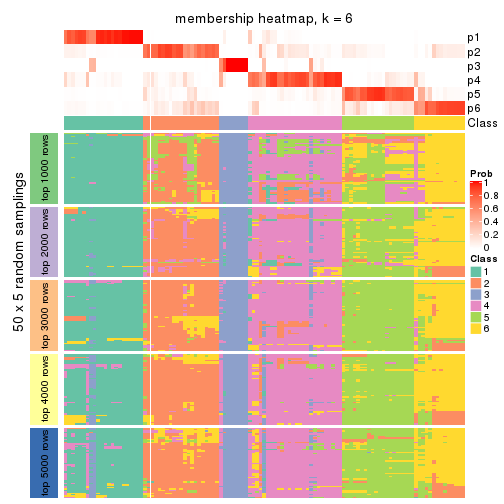 membership heatmap, k = 6
p1
p2
p3
p4
p5
p6
Class
50 x 5 random samplings
top 1000 rows
top 2000 rows
top 3000 rows
top 4000 rows
top 5000 rows
Prob
1
0.8
0.6
0.4
0.2
0
Class
1
2
3
4
5
6